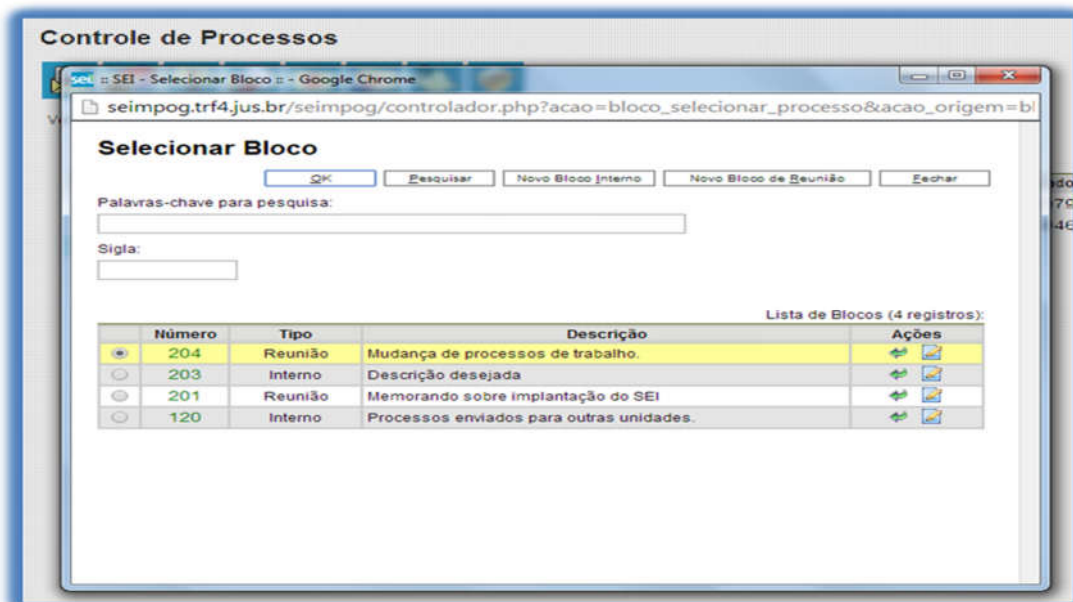 Controle de Processos
sei :: SEI - Selecionar Bloco :: - Google Chrome
seimpog.trf4.jus.br/seimpog/controlador.php?acao=bloco_selecionar_processo&acao_origem=bl
Selecionar Bloco
OK Pesquisar Novo Bloco Interno Novo Bloco de Reunião Fechar
Palavras-chave para pesquisa:
Sigla:
Lista de Blocos (4 registros):
Número Tipo Descrição Ações
204 Reunião Mudança de processos de trabalho.
203 Interno Descrição desejada
201 Reunião Memorando sobre implantação do SEI
120 Interno Processos enviados para outras unidades.